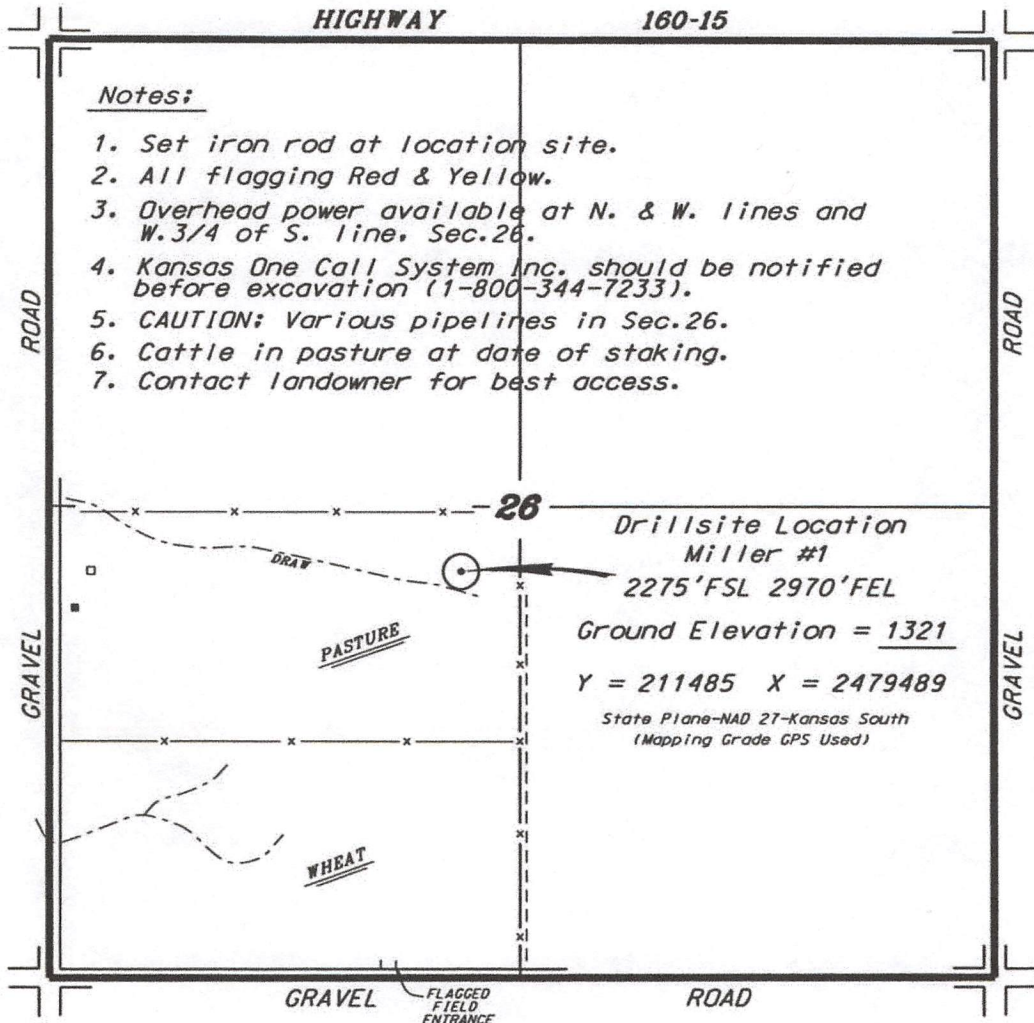 HIGHWAY 160-15
Notes:
1. Set iron rod at location site.
2. All flagging Red & Yellow.
3. Overhead power available at N. & W. lines and
W.3/4 of S. line, Sec.26.
4. Kansas One Call System Inc. should be notified
before excavation (1-800-344-7233).
5. CAUTION: Various pipelines in Sec.26.
6. Cattle in pasture at date of staking.
7. Contact landowner for best access.
ROAD
ROAD
26
Drillsite Location
Miller #1
2275'FSL 2970'FEL
DRAW
Ground Elevation = 1321
PASTURE
GRAVEL
GRAVEL
Y = 211485 X = 2479489
State Plane-NAD 27-Kansas South
(Mapping Grade GPS Used)
WHEAT
GRAVEL ROAD
FLAGGED
FIELD
ENTRANCE